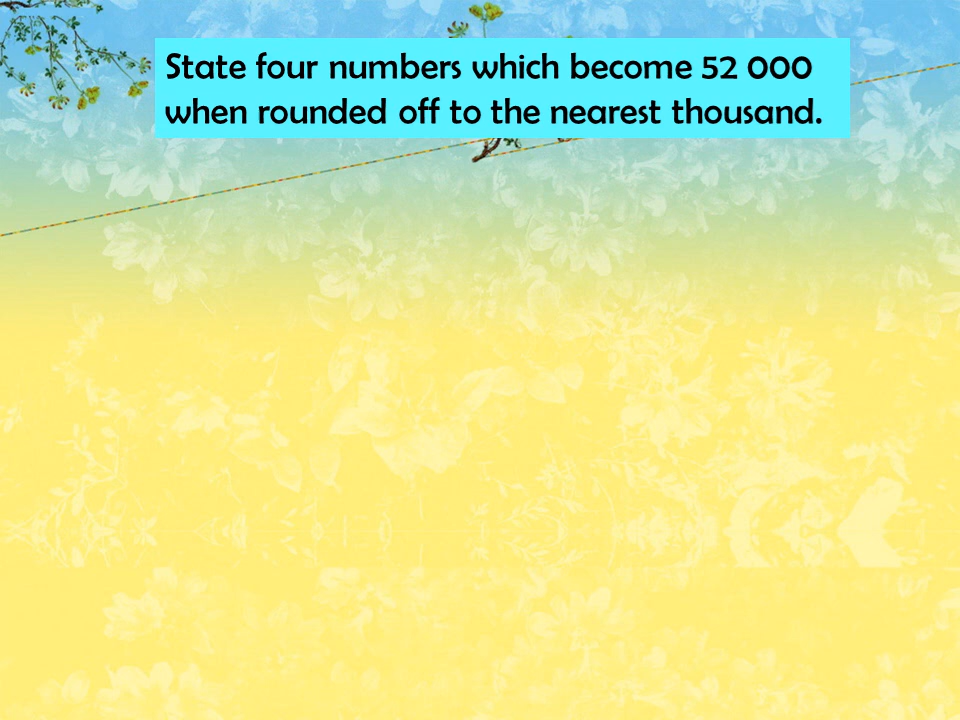 State four numbers which become 52 000
when rounded off to the nearest thousand.